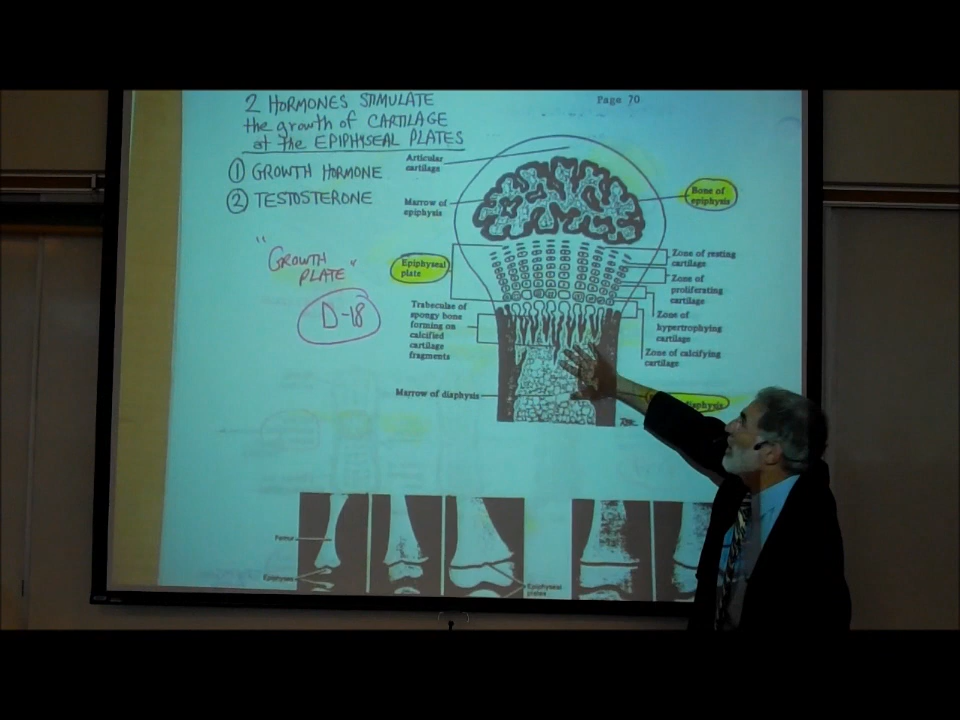 2 HORMONES STIMULATE
the growth of CARTILAGE
at the EPIPHYSEAL PLATES
① GROWTH HORMONE
② TESTOSTERONE
"GROWTH
PLATE"
D-18
Page 70
Articular
cartilage
Marrow of
epiphysis
Epiphyseal
plate
Trabeculae of
spongy bone
forming on
calcified
cartilage
fragments
Marrow of diaphysis
Bone of
epiphysis
Zone of resting
cartilage
Zone of
proliferating
cartilage
Zone of
hypertrophying
cartilage
Zone of calcifying
cartilage
diaphysis
Femur
Epiphyses
Epiphyseal
plates